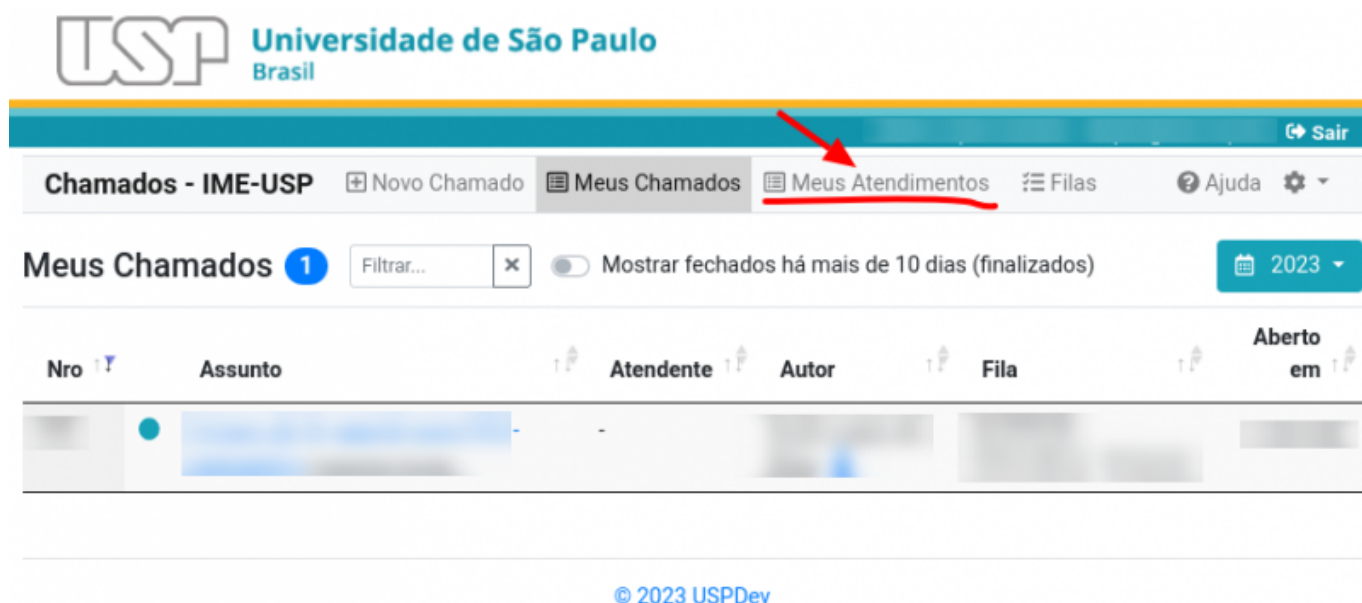 USP Universidade de São Paulo
Brasil
Sair
Chamados - IME-USP Novo Chamado Meus Chamados Meus Atendimentos Filas Ajuda
Meus Chamados 1 Filtrar... × Mostrar fechados há mais de 10 dias (finalizados) 2023
Nro Assunto Atendente Autor Fila Aberto em
- -
© 2023 USPDev